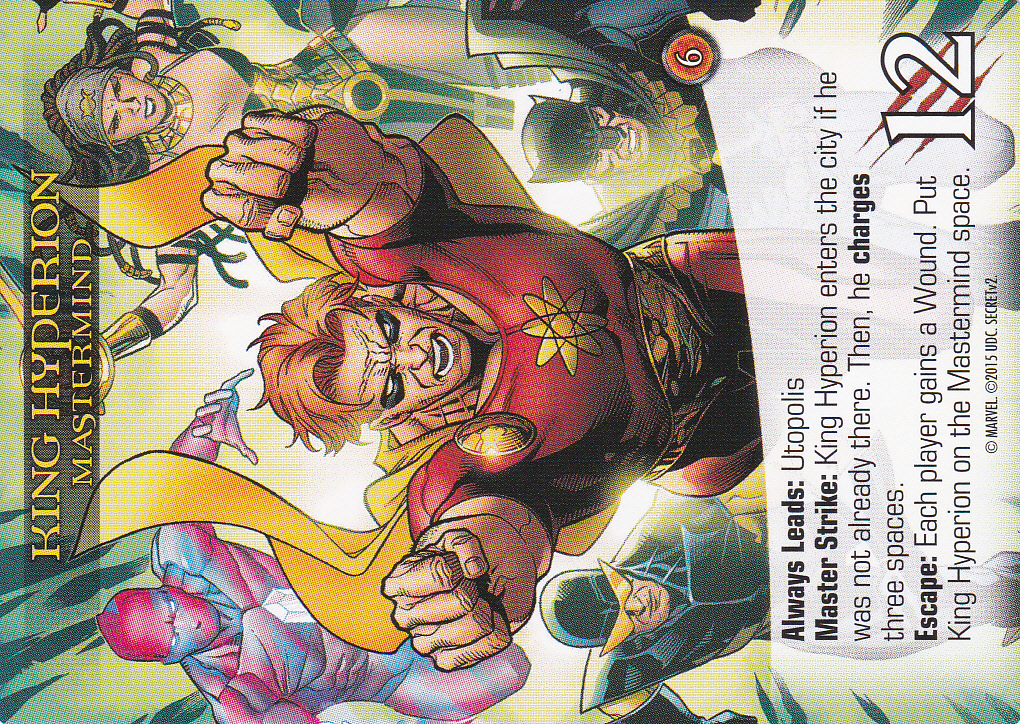 KING HYPERION
MASTERMIND
6
Always Leads: Utopolis
Master Strike: King Hyperion enters the city if he
was not already there. Then, he charges
three spaces.
Escape: Each player gains a Wound. Put
King Hyperion on the Mastermind space.
12
© MARVEL. ©2015 UDC. SECRETv2.